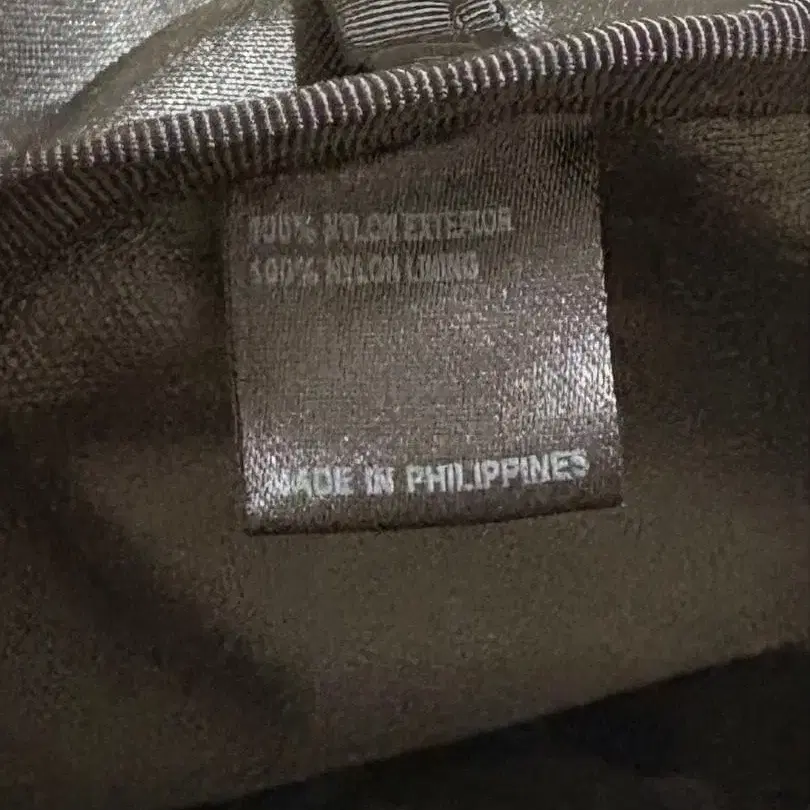 100% NYLON EXTERIOR
100% NYLON LINING
MADE IN PHILIPPINES